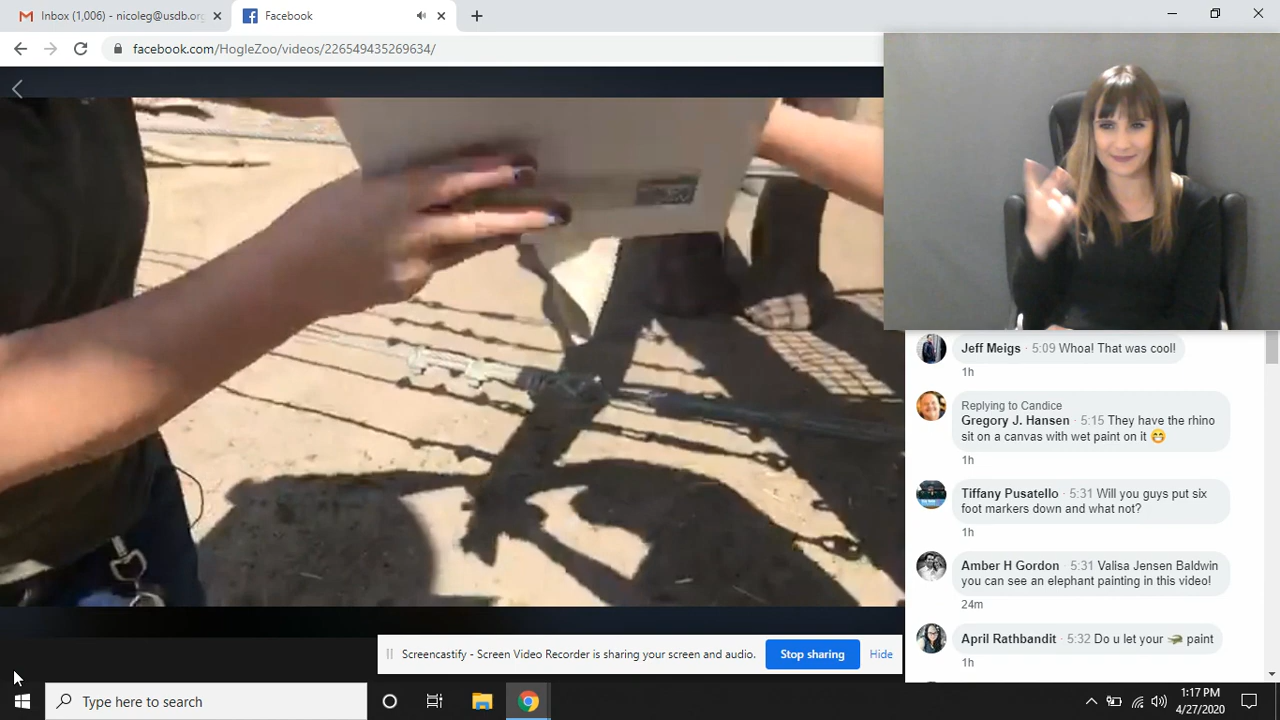 Inbox (1,006) - nicoleg@usdb.org
Facebook
facebook.com/HogleZoo/videos/226549435269634/
Jeff Meigs · 5:09 Whoa! That was cool!
1h
Replying to Candice
Gregory J. Hansen · 5:15 They have the rhino
sit on a canvas with wet paint on it 😁
1h
Tiffany Pusatello · 5:31 Will you guys put six
foot markers down and what not?
1h
Amber H Gordon · 5:31 Valisa Jensen Baldwin
you can see an elephant painting in this video!
24m
April Rathbandit · 5:32 Do u let your 🐊 paint
1h
Screencastify - Screen Video Recorder is sharing your screen and audio.
Stop sharing
Hide
Type here to search
1:17 PM
4/27/2020